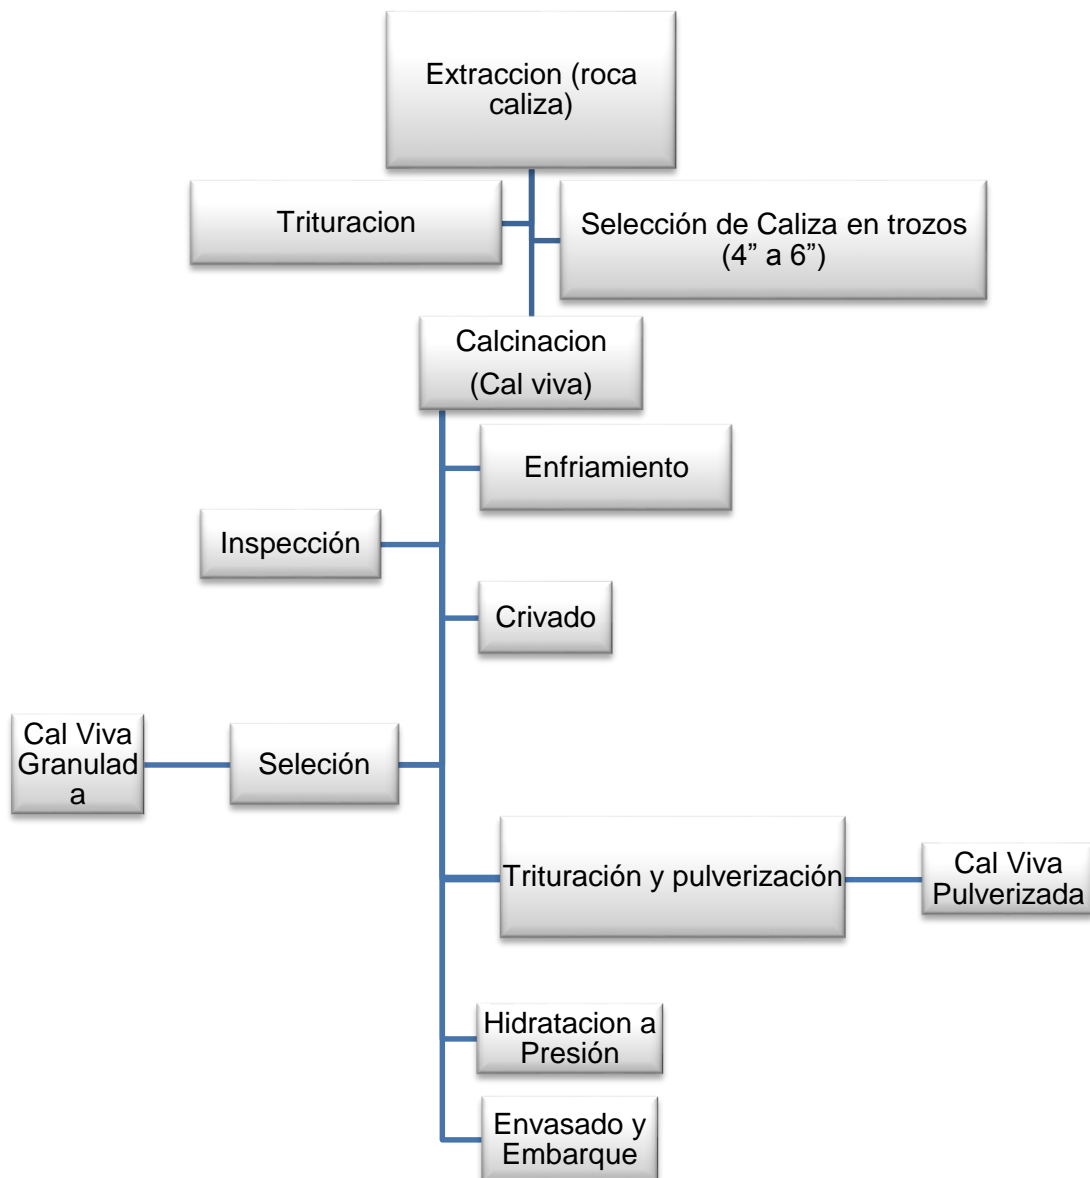 Extraccion (roca
caliza)
Trituracion
Selección de Caliza en trozos
(4” a 6”)
Calcinacion
(Cal viva)
Enfriamiento
Inspección
Crivado
Cal Viva
Granulad
a
Seleción
Trituración y pulverización
Cal Viva
Pulverizada
Hidratacion a
Presión
Envasado y
Embarque